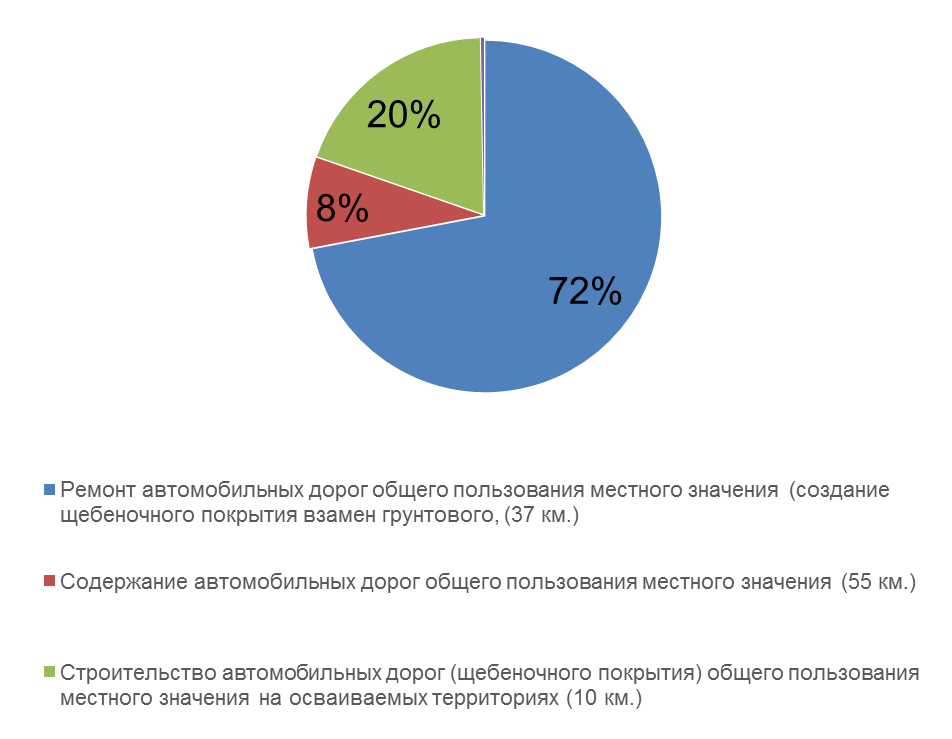 20%
8%
72%
Ремонт автомобильных дорог общего пользования местного значения (создание
щебеночного покрытия взамен грунтового, (37 км.)
Содержание автомобильных дорог общего пользования местного значения (55 км.)
Строительство автомобильных дорог (щебеночного покрытия) общего пользования
местного значения на осваиваемых территориях (10 км.)